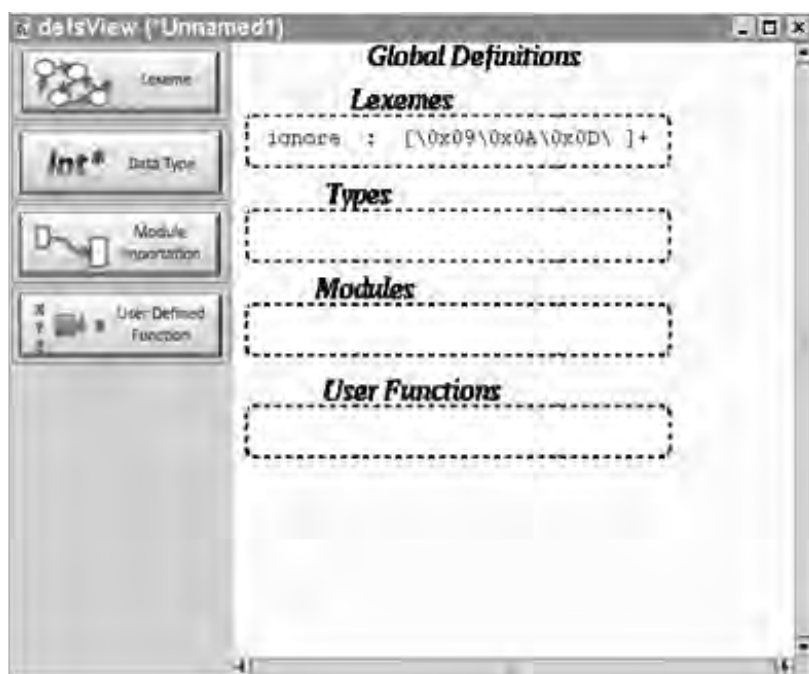 defsView (*Unnamed1)
Global Definitions
Lexeme
Lexemes
ignore : [\0x09\0x0A\0x0D\ ]+
Int* Data Type
Types
Module
Importation
Modules
User Defined
Function
X
Y
Z
User Functions